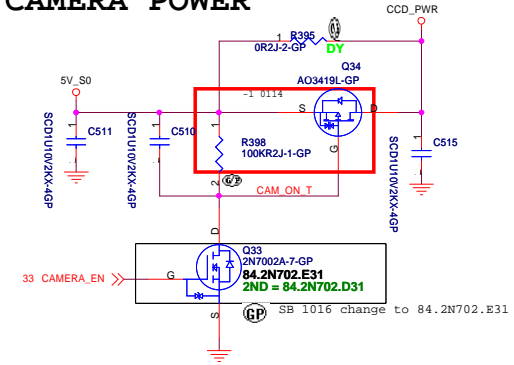 CAMERA POWER
CCD_PWR
1 R395
0R2J-2-GP
DY
Q34
AO3419L-GP
5V_S0
-1 0114
S
D
G
1
R398
100KR2J-1-GP
2
GP
CAM_ON_T
SCD1U10V2KX-4GP
1
C511
SCD1U10V2KX-4GP
1
C510
SCD1U10V2KX-4GP
1
C515
D
Q33
2N7002A-7-GP
84.2N702.E31
2ND = 84.2N702.D31
33 CAMERA_EN
G
S
GP
SB 1016 change to 84.2N702.E31